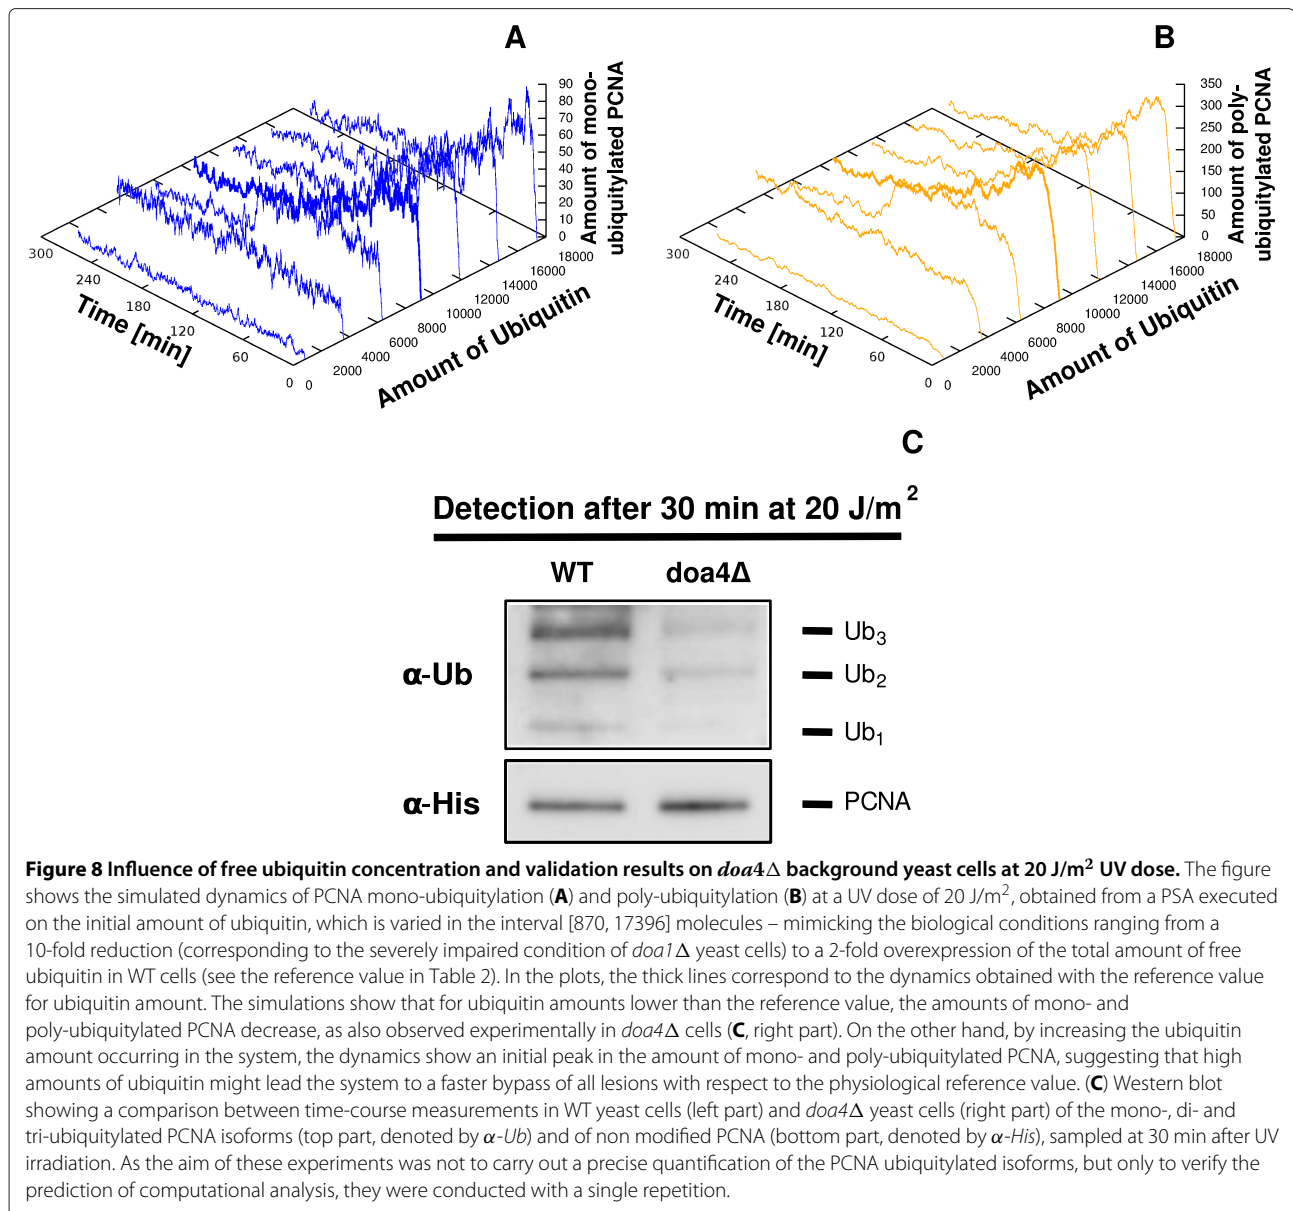 A
90
80
70
60
50
40
30
20
10
0
Amount of mono-
ubiquitylated PCNA
300
240
180
120
60
0
Time [min]
0
2000
4000
6000
8000
10000
12000
14000
16000
18000
Amount of Ubiquitin
B
350
300
250
200
150
100
50
0
Amount of poly-
ubiquitylated PCNA
300
240
180
120
60
0
Time [min]
0
2000
4000
6000
8000
10000
12000
14000
16000
18000
Amount of Ubiquitin
C
Detection after 30 min at 20 J/m²
WT doa4Δ
α-Ub
Ub₃
Ub₂
Ub₁
α-His
PCNA
Figure 8 Influence of free ubiquitin concentration and validation results on doa4Δ background yeast cells at 20 J/m² UV dose. The figure
shows the simulated dynamics of PCNA mono-ubiquitylation (A) and poly-ubiquitylation (B) at a UV dose of 20 J/m², obtained from a PSA executed
on the initial amount of ubiquitin, which is varied in the interval [870, 17396] molecules – mimicking the biological conditions ranging from a
10-fold reduction (corresponding to the severely impaired condition of doa1Δ yeast cells) to a 2-fold overexpression of the total amount of free
ubiquitin in WT cells (see the reference value in Table 2). In the plots, the thick lines correspond to the dynamics obtained with the reference value
for ubiquitin amount. The simulations show that for ubiquitin amounts lower than the reference value, the amounts of mono- and
poly-ubiquitylated PCNA decrease, as also observed experimentally in doa4Δ cells (C, right part). On the other hand, by increasing the ubiquitin
amount occurring in the system, the dynamics show an initial peak in the amount of mono- and poly-ubiquitylated PCNA, suggesting that high
amounts of ubiquitin might lead the system to a faster bypass of all lesions with respect to the physiological reference value. (C) Western blot
showing a comparison between time-course measurements in WT yeast cells (left part) and doa4Δ yeast cells (right part) of the mono-, di- and
tri-ubiquitylated PCNA isoforms (top part, denoted by α-Ub) and of non modified PCNA (bottom part, denoted by α-His), sampled at 30 min after UV
irradiation. As the aim of these experiments was not to carry out a precise quantification of the PCNA ubiquitylated isoforms, but only to verify the
prediction of computational analysis, they were conducted with a single repetition.